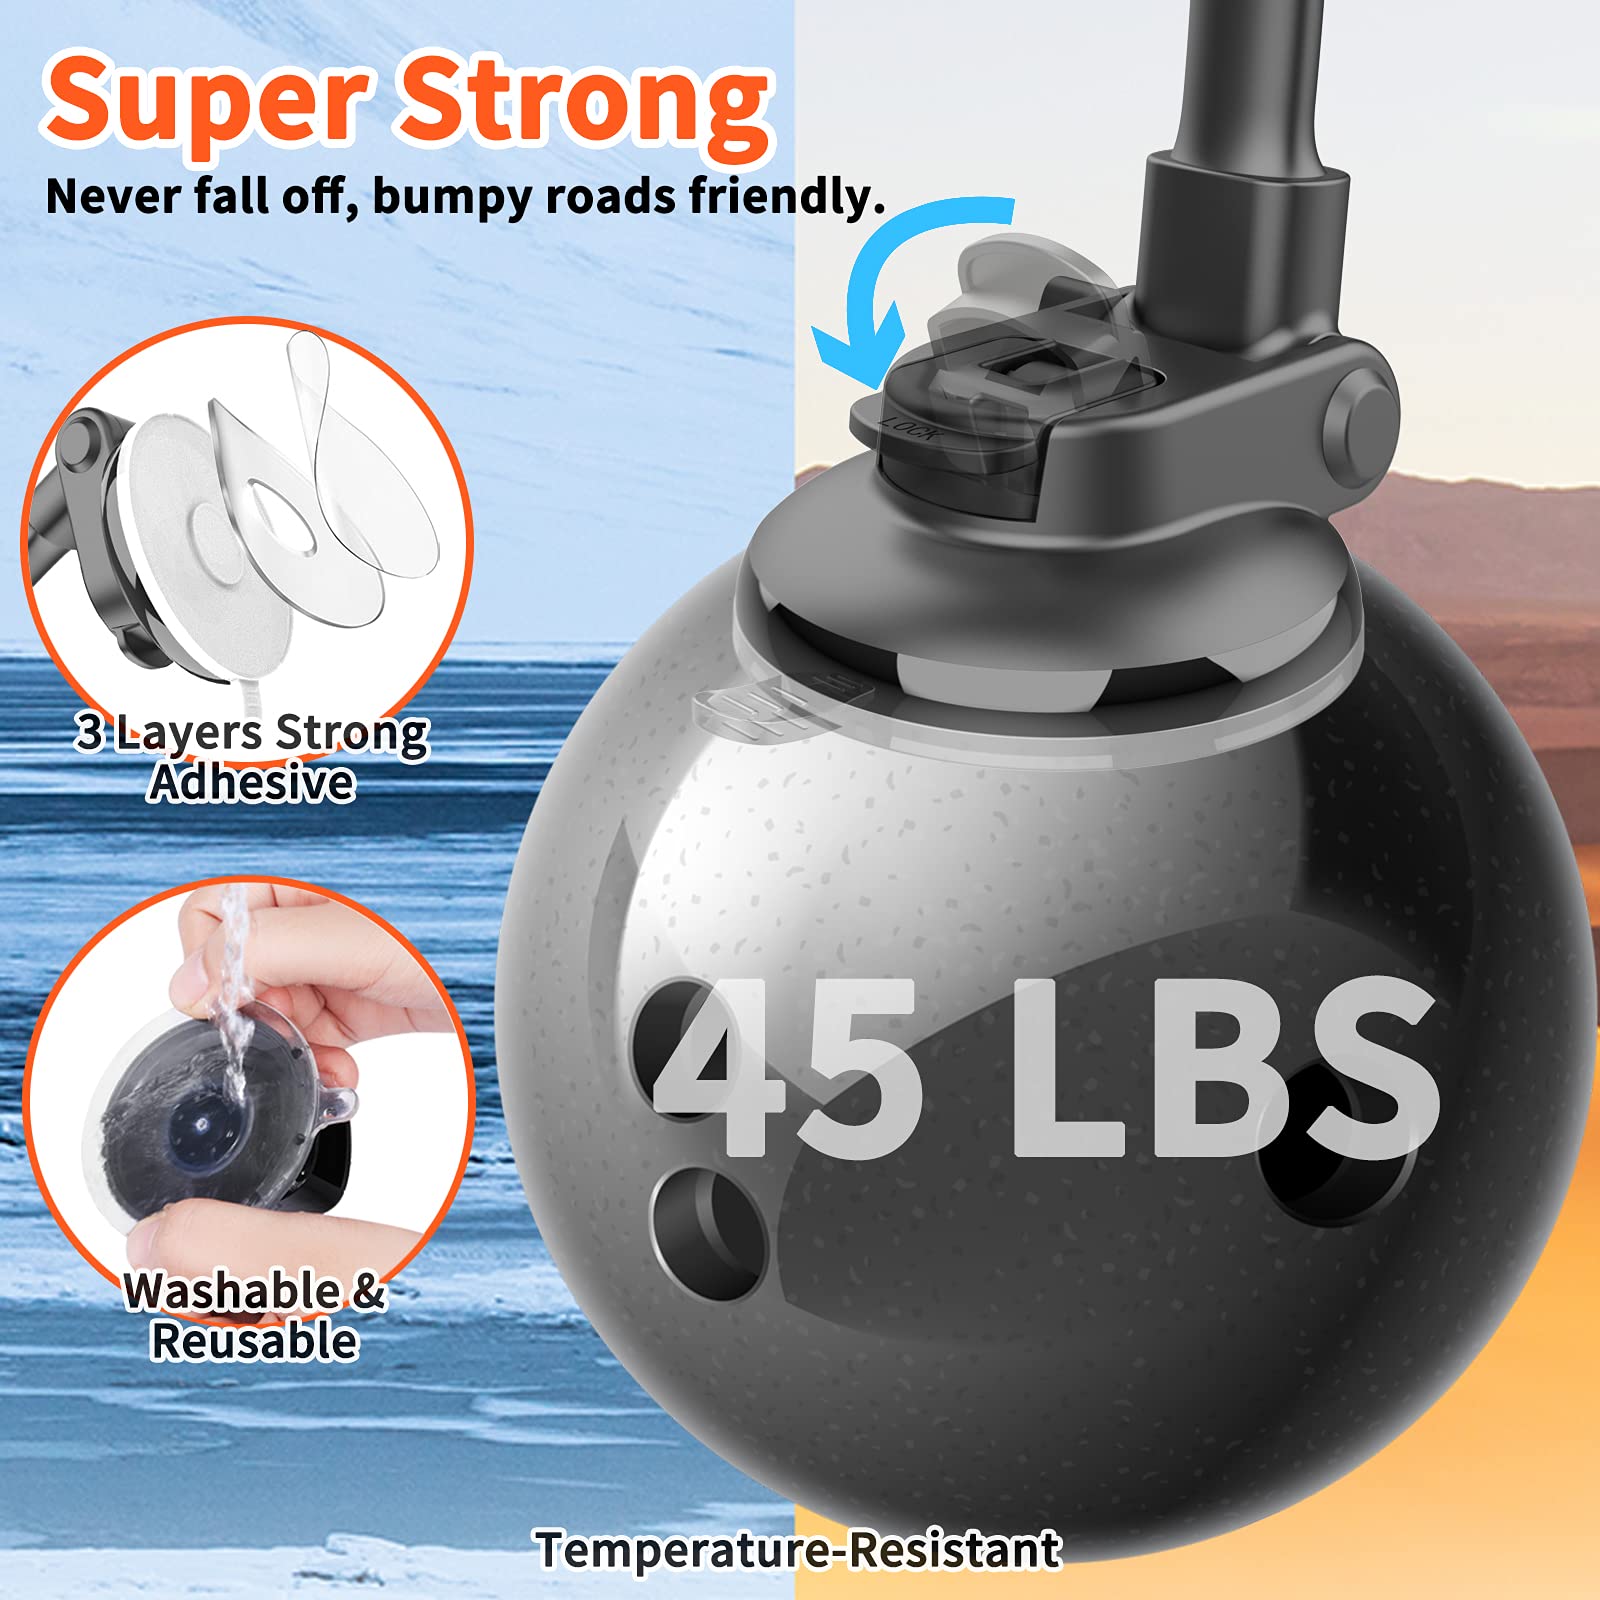 Super Strong
Never fall off, bumpy roads friendly.
LOCK
3 Layers Strong
Adhesive
45 LBS
Washable &
Reusable
Temperature-Resistant